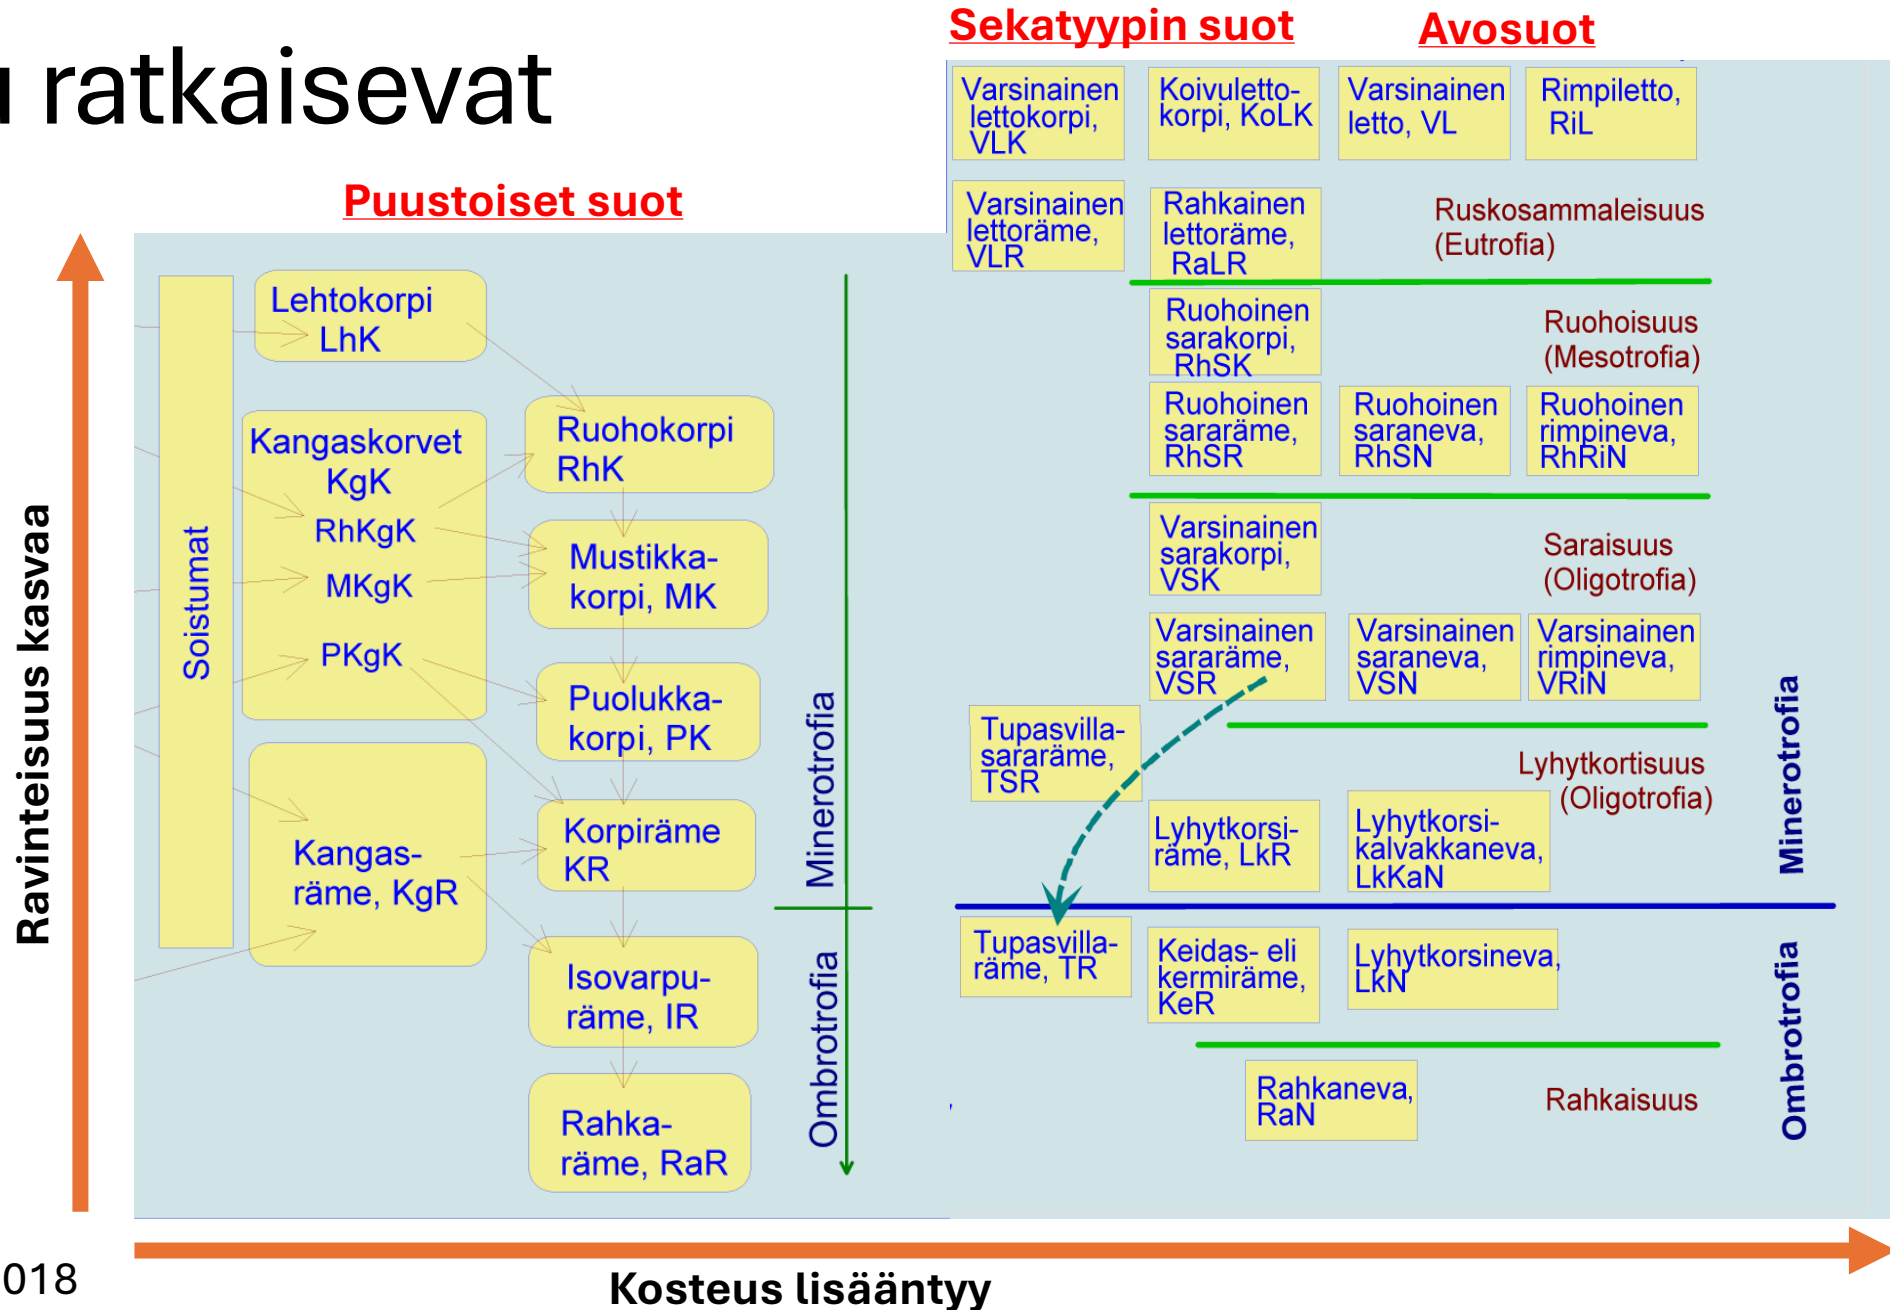 ratkaisevat
Sekatyypin suot
Avosuot
Puustoiset suot
Ravinteisuus kasvaa
Soistumat
Lehtokorpi
LhK
Kangaskorvet
KgK
RhKgK
MKgK
PKgK
Kangas-
räme, KgR
Ruohokorpi
RhK
Mustikka-
korpi, MK
Puolukka-
korpi, PK
Korpiräme
KR
Isovarpu-
räme, IR
Rahka-
räme, RaR
Minerotrofia
Ombrotrofia
Varsinainen
lettokorpi,
VLK
Koivuletto-
korpi, KoLK
Varsinainen
letto, VL
Rimpiletto,
RiL
Varsinainen
lettoräme,
VLR
Rahkainen
lettoräme,
RaLR
Ruskosammaleisuus
(Eutrofia)
Ruohoinen
sarakorpi,
RhSK
Ruohoisuus
(Mesotrofia)
Ruohoinen
sararäme,
RhSR
Ruohoinen
saraneva,
RhSN
Ruohoinen
rimpineva,
RhRiN
Varsinainen
sarakorpi,
VSK
Saraisuus
(Oligotrofia)
Varsinainen
sararäme,
VSR
Varsinainen
saraneva,
VSN
Varsinainen
rimpineva,
VRiN
Tupasvilla-
sararäme,
TSR
Lyhytkortisuus
(Oligotrofia)
Lyhytkorsi-
räme, LkR
Lyhytkorsi-
kalvakkaneva,
LkKaN
Minerotrofia
Tupasvilla-
räme, TR
Keidas- eli
kermiräme,
KeR
Lyhytkorsineva,
LkN
Rahkaneva,
RaN
Rahkaisuus
Ombrotrofia
018
Kosteus lisääntyy